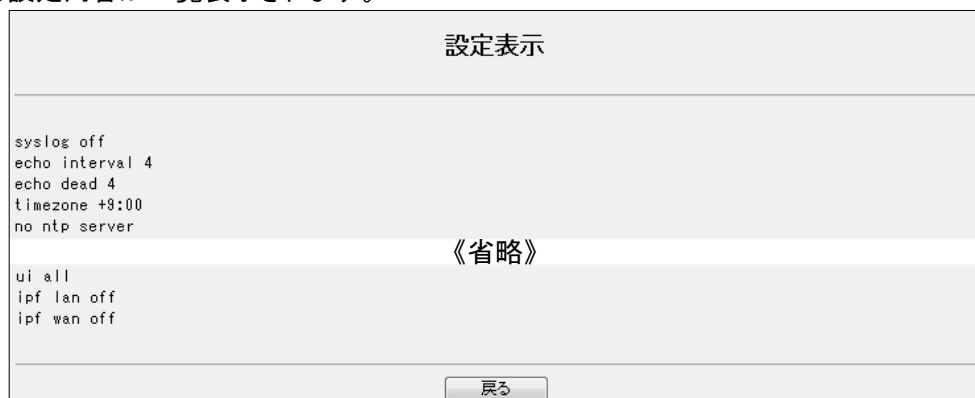 設定表示
syslog off
echo interval 4
echo dead 4
timezone +9:00
no ntp server
《省略》
ui all
ipf lan off
ipf wan off
戻る